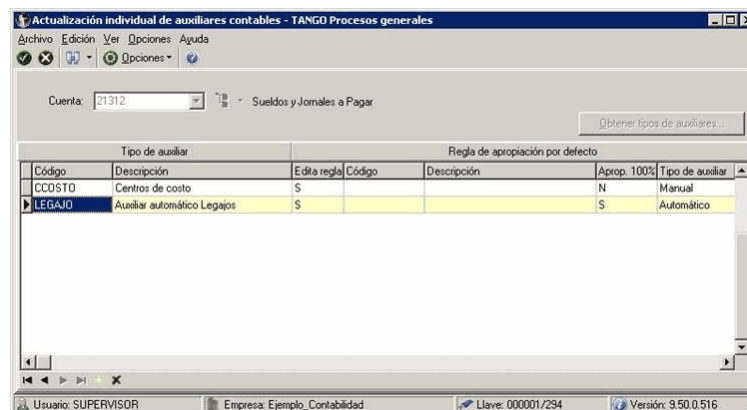 Actualización individual de auxiliares contables - TANGO Procesos generales
Archivo Edición Ver Opciones Ayuda
Opciones
Cuenta: 21312 Sueldos y Jornales a Pagar
Obtener tipos de auxiliares...
Tipo de auxiliar Regla de apropiación por defecto
Código Descripción Edita regla Código Descripción Aprop. 100% Tipo de auxiliar
CCOSTO Centros de costo S N Manual
LEGAJO Auxiliar automático Legajos S S Automático
Usuario: SUPERVISOR Empresa: Ejemplo_Contabilidad Llave: 000001/294 Versión: 9.50.0.516